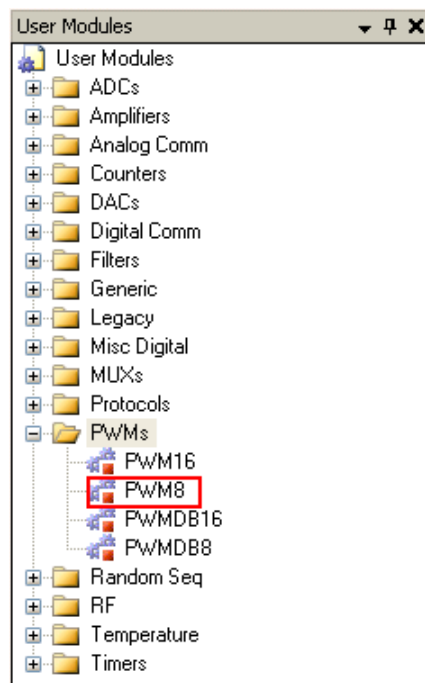 User Modules
User Modules
ADCs
Amplifiers
Analog Comm
Counters
DACs
Digital Comm
Filters
Generic
Legacy
Misc Digital
MUXs
Protocols
PWMs
PWM16
PWM8
PWMDB16
PWMDB8
Random Seq
RF
Temperature
Timers